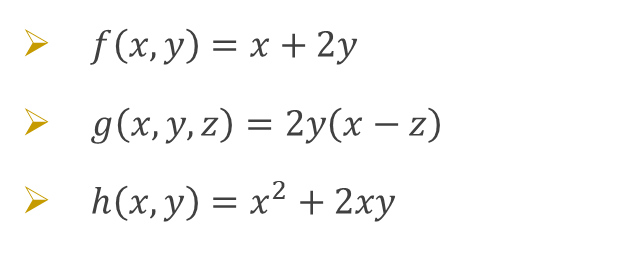 ➢ f(x, y) = x + 2y
➢ g(x, y, z) = 2y(x − z)
➢ h(x, y) = x² + 2xy